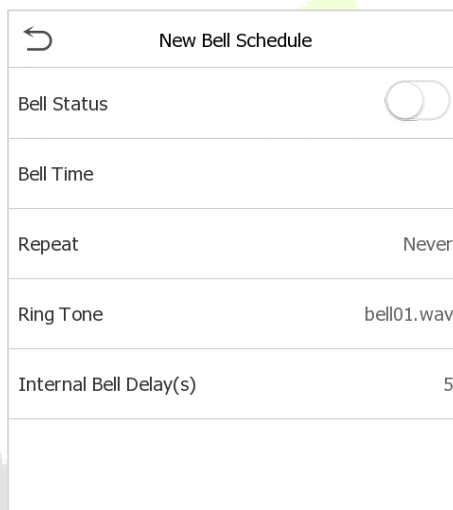 New Bell Schedule
Bell Status
Bell Time
Repeat Never
Ring Tone bell01.wav
Internal Bell Delay(s) 5